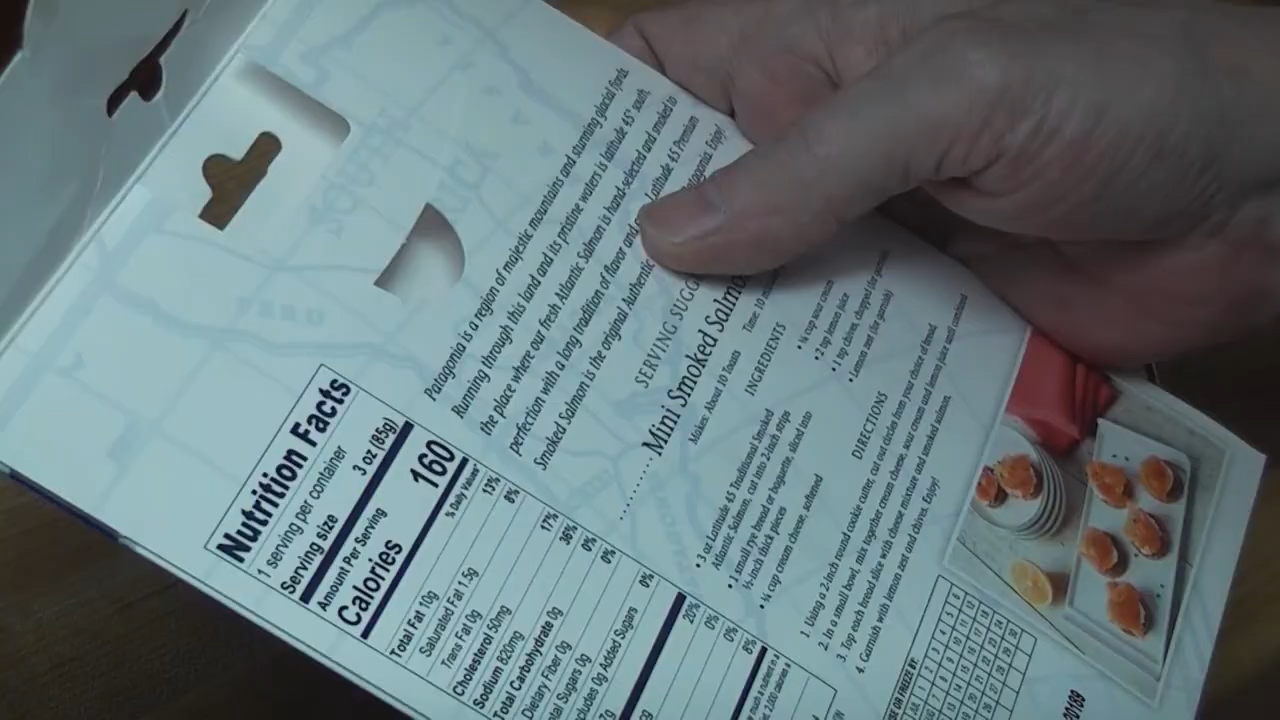 Patagonia is a region of majestic mountains and stunning glacial fjords.
Running through this land and its pristine waters is latitude 45° south,
the place where our fresh Atlantic Salmon is hand-selected and smoked to
perfection with a long tradition of flavor and Latitude 45 Premium
Smoked Salmon is the original Authentic Patagonia. Enjoy!
SERVING
Mini Smoked Salmon
Makes: About 10 Toasts Time: 10
INGREDIENTS
• 3 oz Latitude 45 Traditional Smoked
Atlantic Salmon, cut into 2-inch strips
• 1 small rye bread or baguette, sliced into
½-inch thick pieces
• ¼ cup cream cheese, softened
• ¼ cup sour cream
• 2 tsp lemon juice
• 1 tsp chives, chopped (for garnish)
• Lemon zest (for garnish)
DIRECTIONS
1. Using a 2-inch round cookie cutter, cut out circles from your choice of bread
2. In a small bowl, mix together cream cheese, sour cream and lemon juice until combined
3. Top each bread slice with cheese mixture and smoked salmon.
4. Garnish with lemon zest and chives. Enjoy!
Nutrition Facts
1 serving per container
Serving size 3 oz (85g)
Amount Per Serving
Calories 160
% Daily Value*
Total Fat 10g 13%
Saturated Fat 1.5g 8%
Trans Fat 0g
Cholesterol 50mg 17%
Sodium 820mg 36%
Total Carbohydrate 0g 0%
Dietary Fiber 0g 0%
Sugars 0g
0g Added Sugars 0%
20%
0%
0%
8%
OR FREEZE BY: